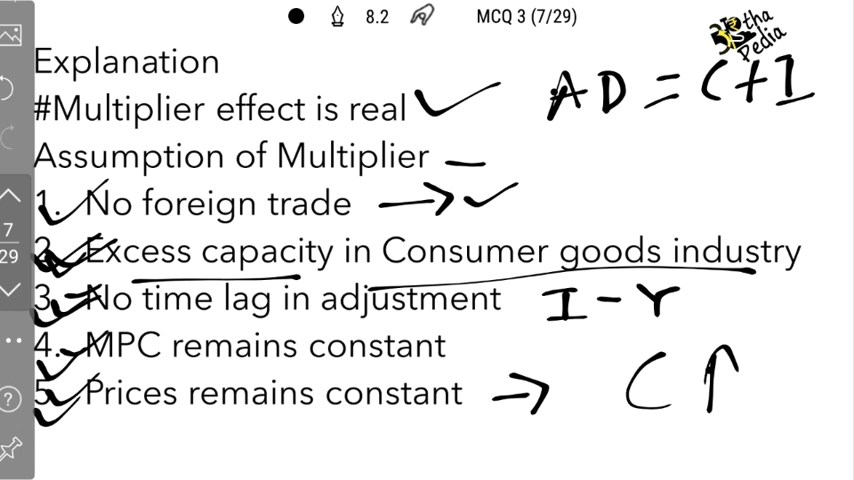 8.2 MCQ 3 (7/29)
thaPedia
Explanation
#Multiplier effect is real AD = C+I
Assumption of Multiplier –
1. No foreign trade →
2. Excess capacity in Consumer goods industry
3. No time lag in adjustment I - Y
4. MPC remains constant
5. Prices remains constant → C ↑
7
29
?